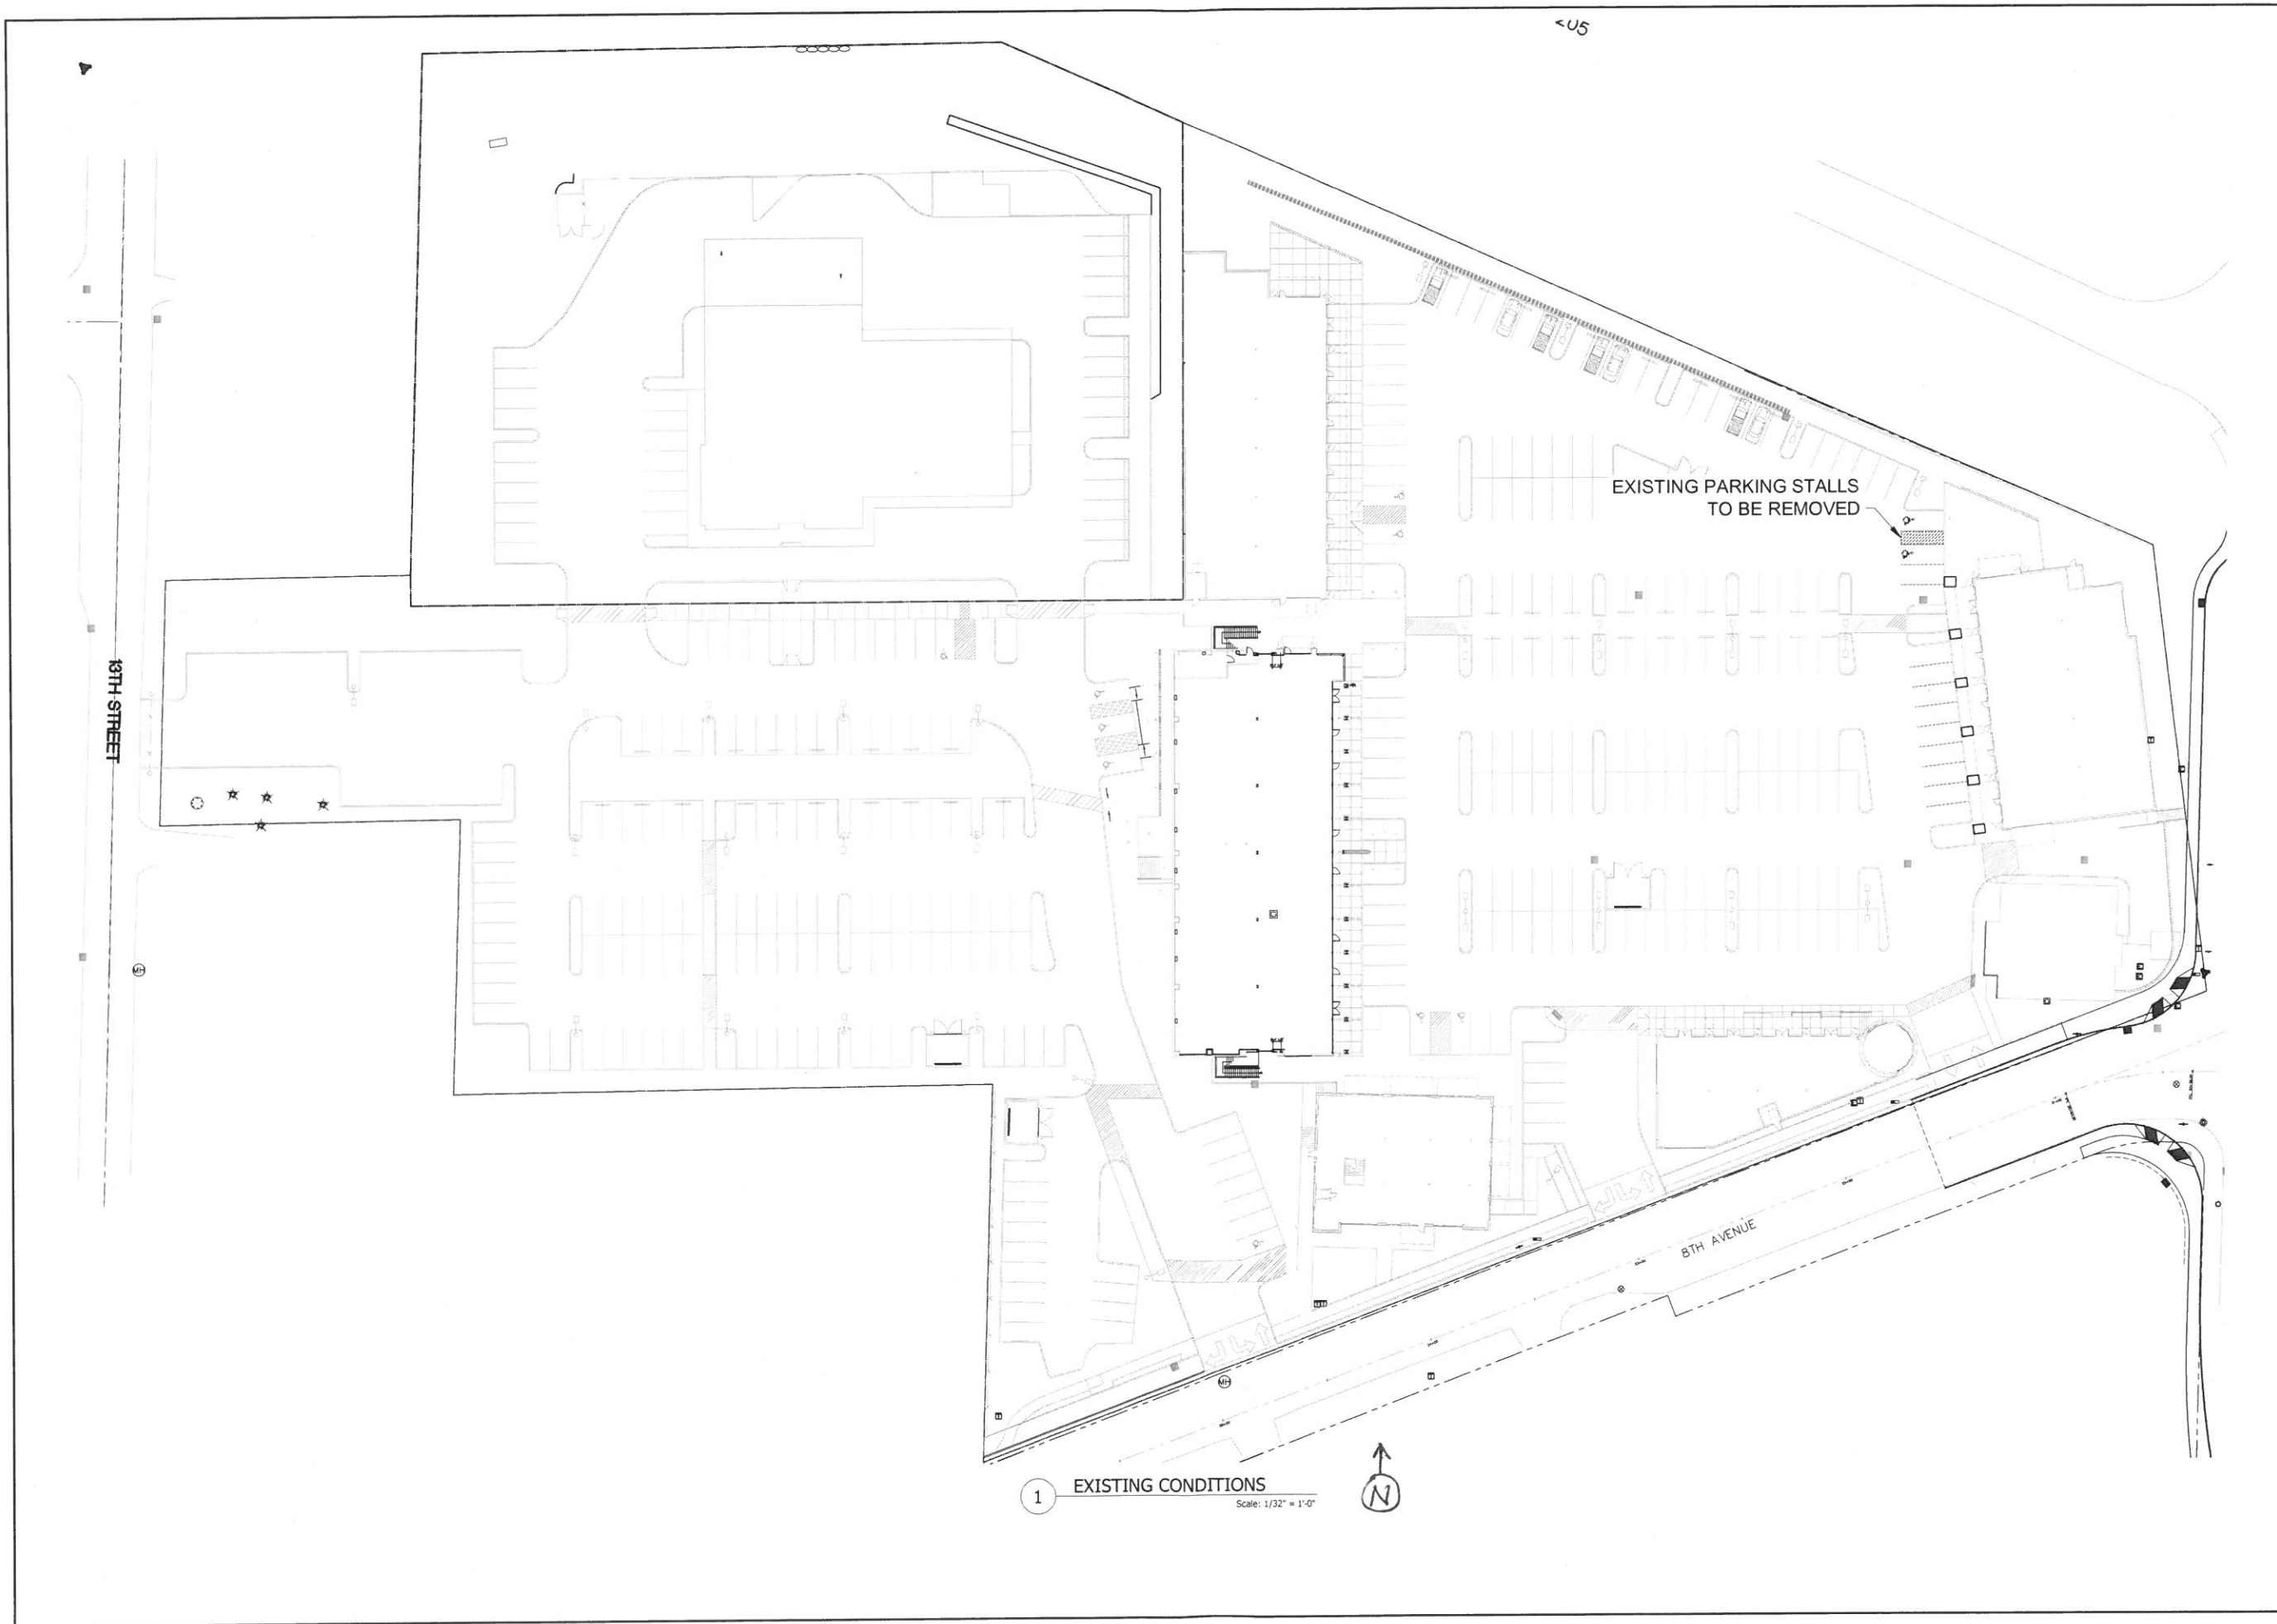 205
EXISTING PARKING STALLS
TO BE REMOVED
13TH STREET
MH
8TH AVENUE
MH
1
EXISTING CONDITIONS
Scale: 1/32" = 1'-0"
N